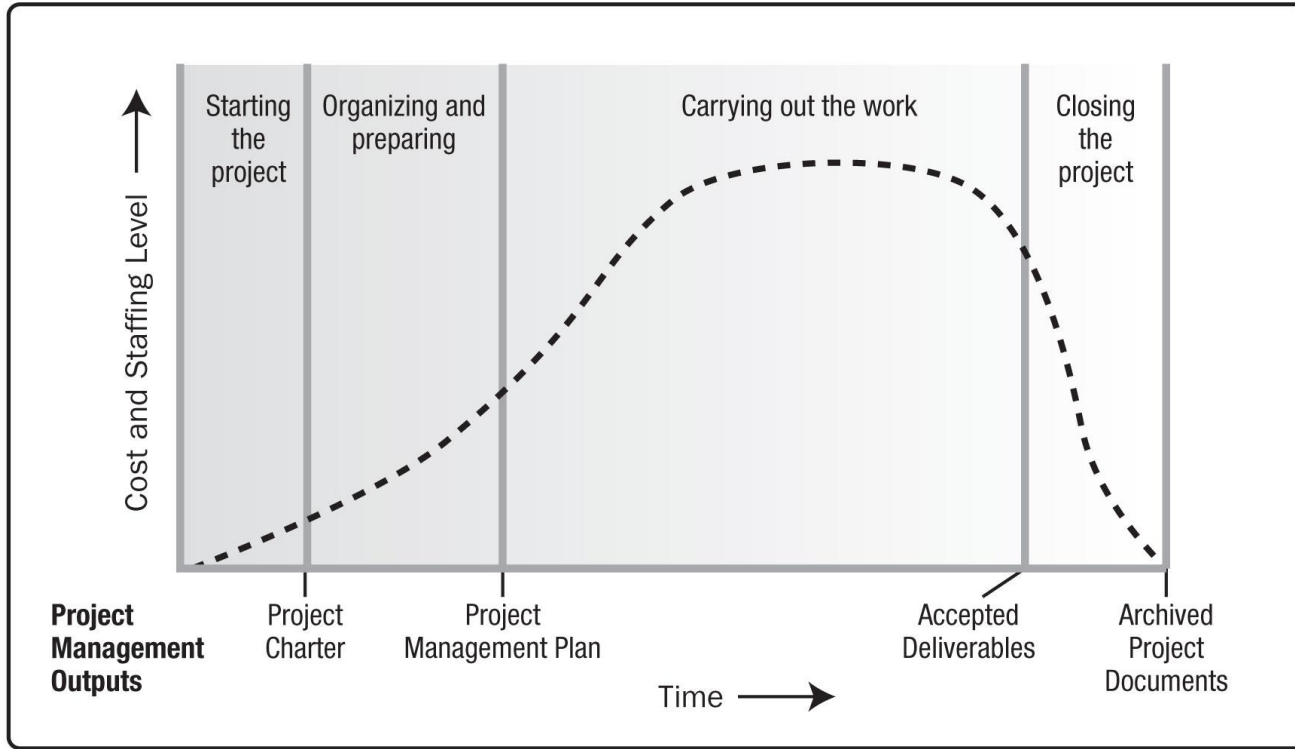 Starting
the
project
Organizing and
preparing
Carrying out the work
Closing
the
project
Cost and Staffing Level
Project
Management
Outputs
Project
Charter
Project
Management Plan
Accepted
Deliverables
Archived
Project
Documents
Time